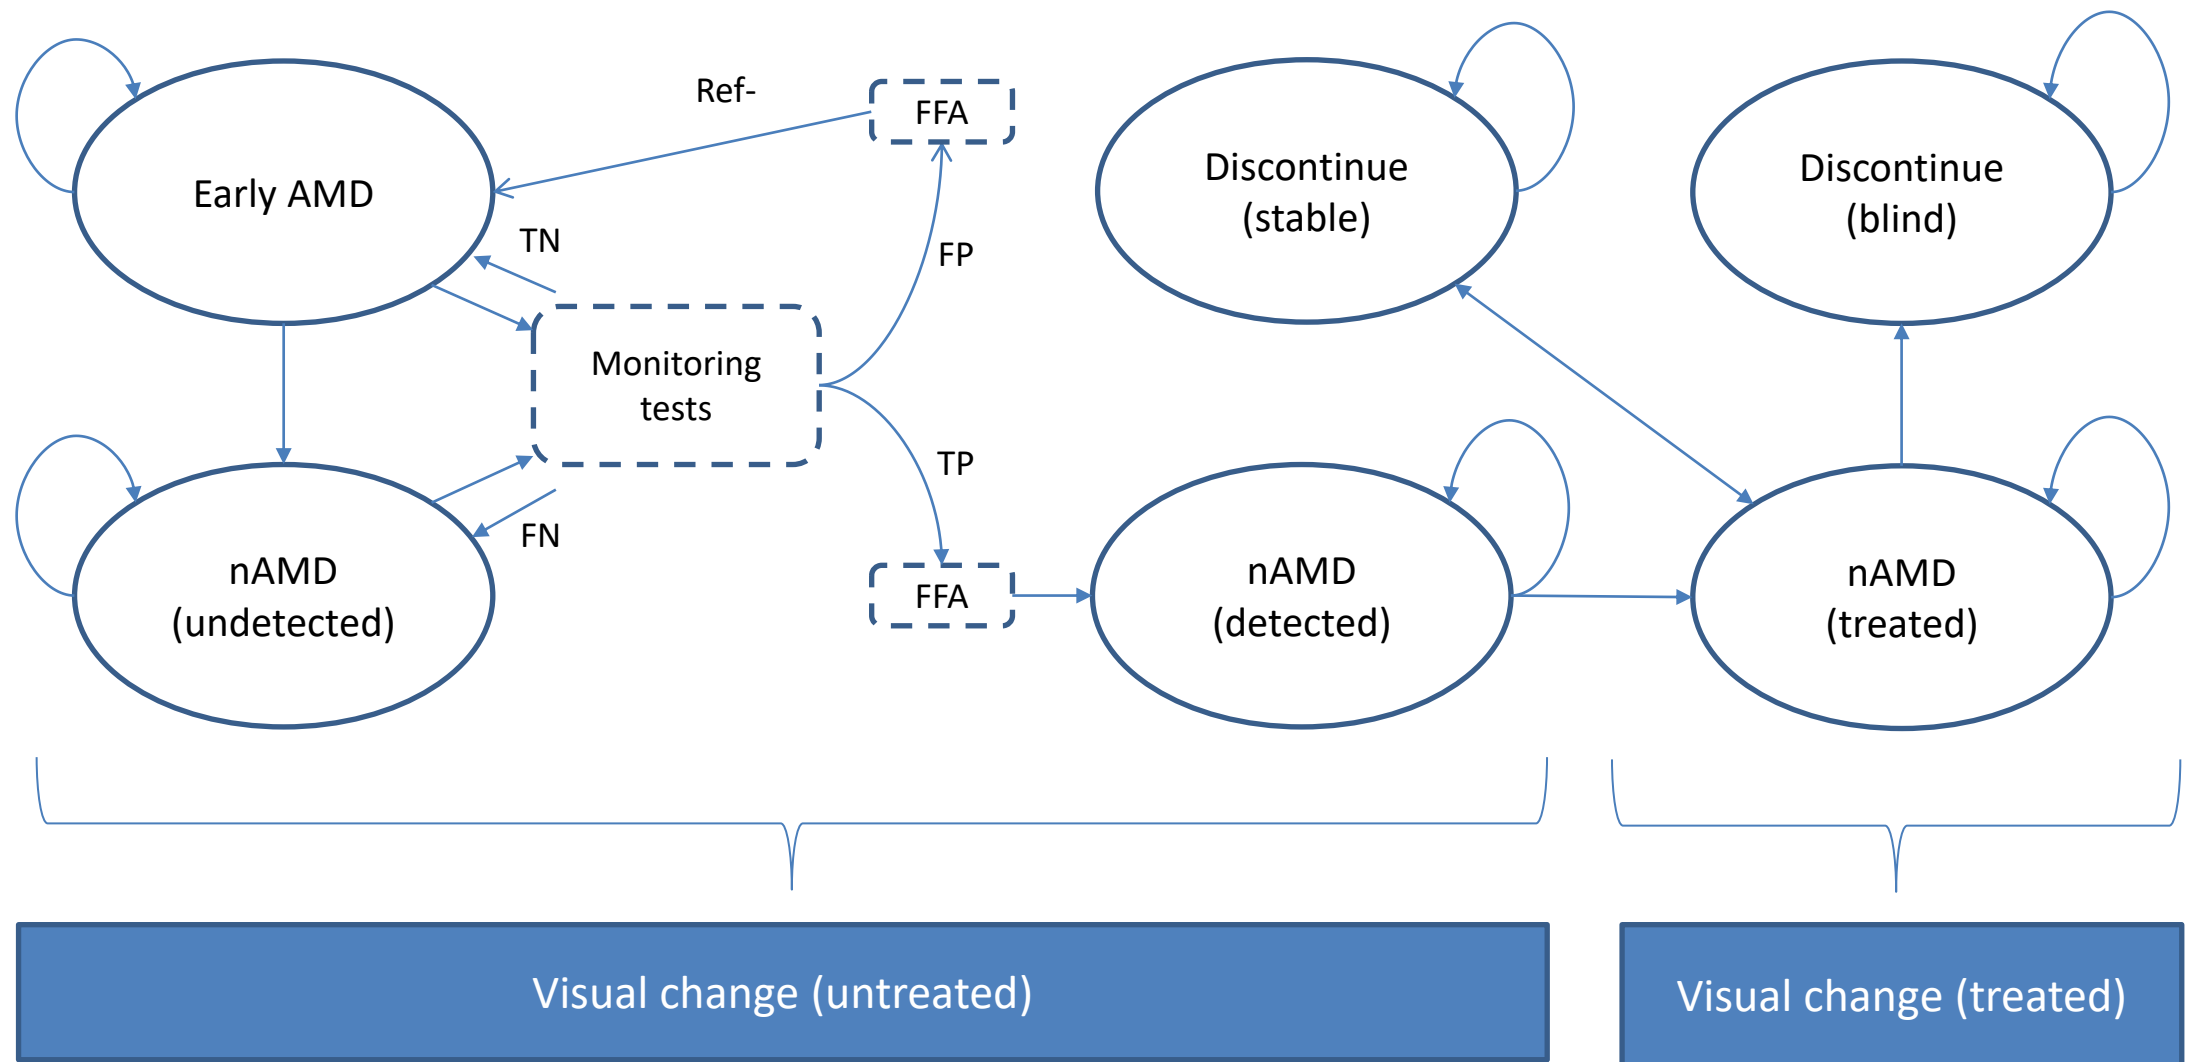 Ref-
FFA
Early AMD
Discontinue
(stable)
Discontinue
(blind)
TN
FP
Monitoring
tests
TP
FN
nAMD
(undetected)
FFA
nAMD
(detected)
nAMD
(treated)
Visual change (untreated)
Visual change (treated)